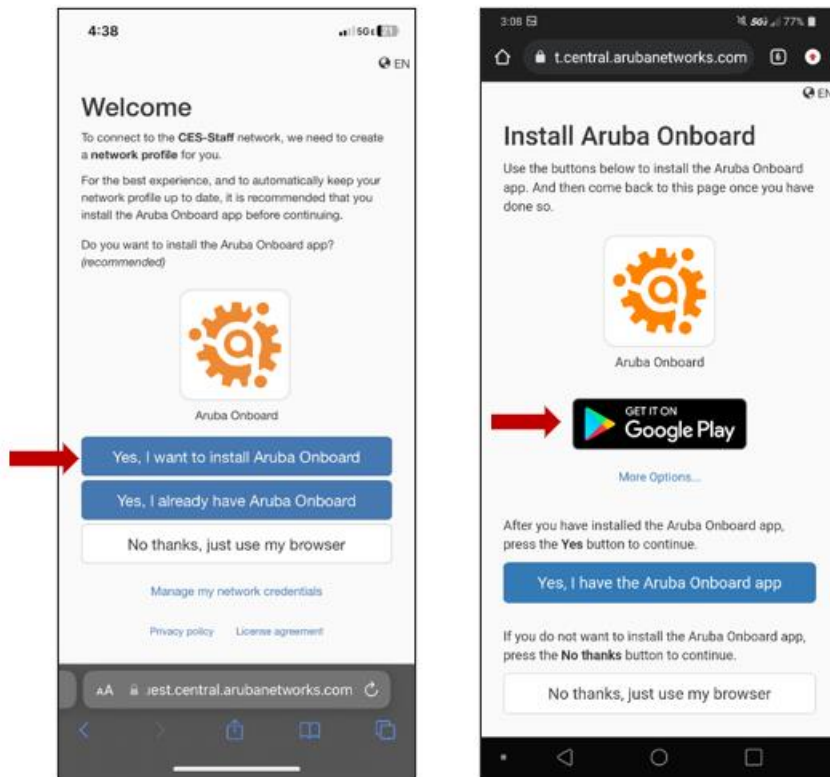 4:38
5G
EN
Welcome
To connect to the CES-Staff network, we need to create
a network profile for you.
For the best experience, and to automatically keep your
network profile up to date, it is recommended that you
install the Aruba Onboard app before continuing.
Do you want to install the Aruba Onboard app?
(recommended)
Aruba Onboard
Yes, I want to install Aruba Onboard
Yes, I already have Aruba Onboard
No thanks, just use my browser
Manage my network credentials
Privacy policy License agreement
AA uest.central.arubanetworks.com
3:08 77%
t.central.arubanetworks.com
EN
Install Aruba Onboard
Use the buttons below to install the Aruba Onboard
app. And then come back to this page once you have
done so.
Aruba Onboard
GET IT ON
Google Play
More Options...
After you have installed the Aruba Onboard app,
press the Yes button to continue.
Yes, I have the Aruba Onboard app
If you do not want to install the Aruba Onboard app,
press the No thanks button to continue.
No thanks, just use my browser